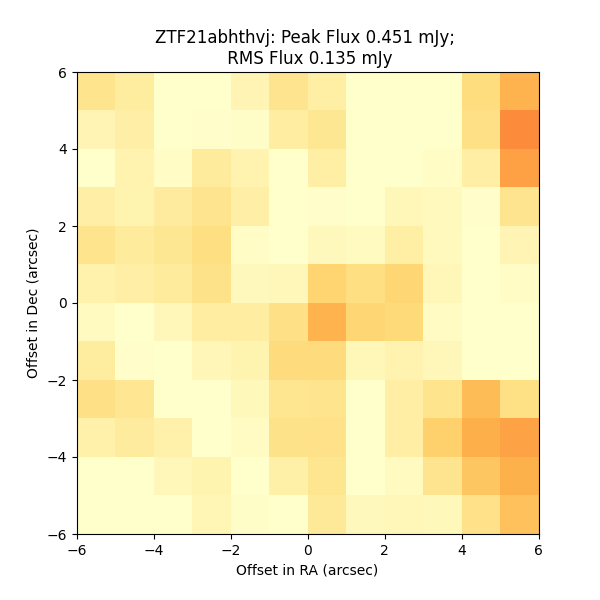 ZTF21abhthvj: Peak Flux 0.451 mJy;
RMS Flux 0.135 mJy
6
4
2
0
−2
−4
−6
Offset in Dec (arcsec)
−6 −4 −2 0 2 4 6
Offset in RA (arcsec)